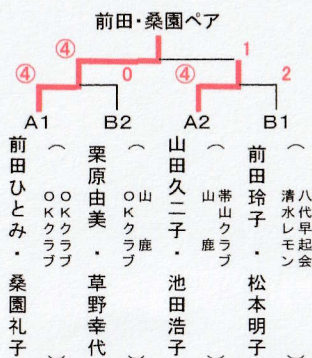 前田・桑園ペア
④ 1
④ 0 ④ 2
A1 B2 A2 B1
前田ひとみ・桑園礼子
（OKクラブ
OKクラブ）
栗原由美・草野幸代
（山鹿
OKクラブ）
山田久二子・池田浩子
（帯山クラブ
山鹿）
前田玲子・松本明子
（八代早起会
清水レモン）